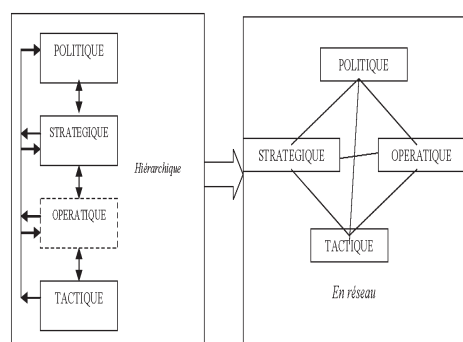 POLITIQUE
STRATEGIQUE
Hiérarchique
OPERATIQUE
TACTIQUE
POLITIQUE
STRATEGIQUE
OPERATIQUE
TACTIQUE
En réseau